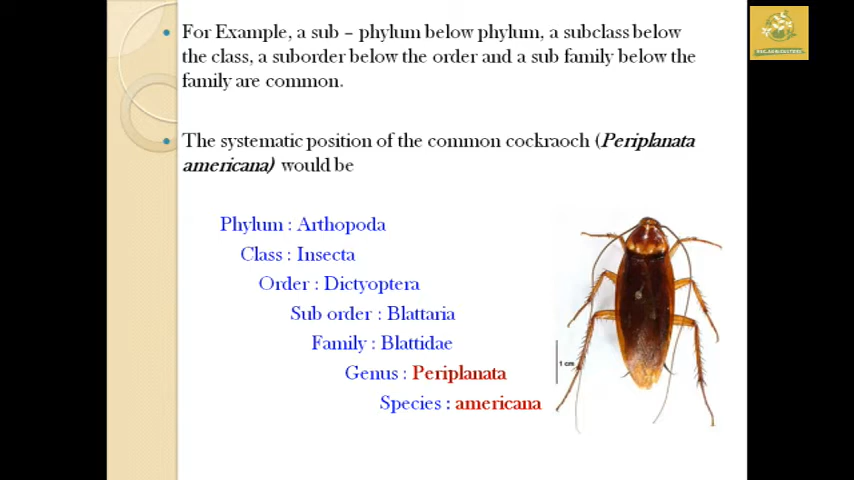 For Example, a sub – phylum below phylum, a subclass below
the class, a suborder below the order and a sub family below the
family are common.
The systematic position of the common cockraoch (Periplanata
americana) would be
Phylum : Arthopoda
Class : Insecta
Order : Dictyoptera
Sub order : Blattaria
Family : Blattidae
Genus : Periplanata
Species : americana
1 cm